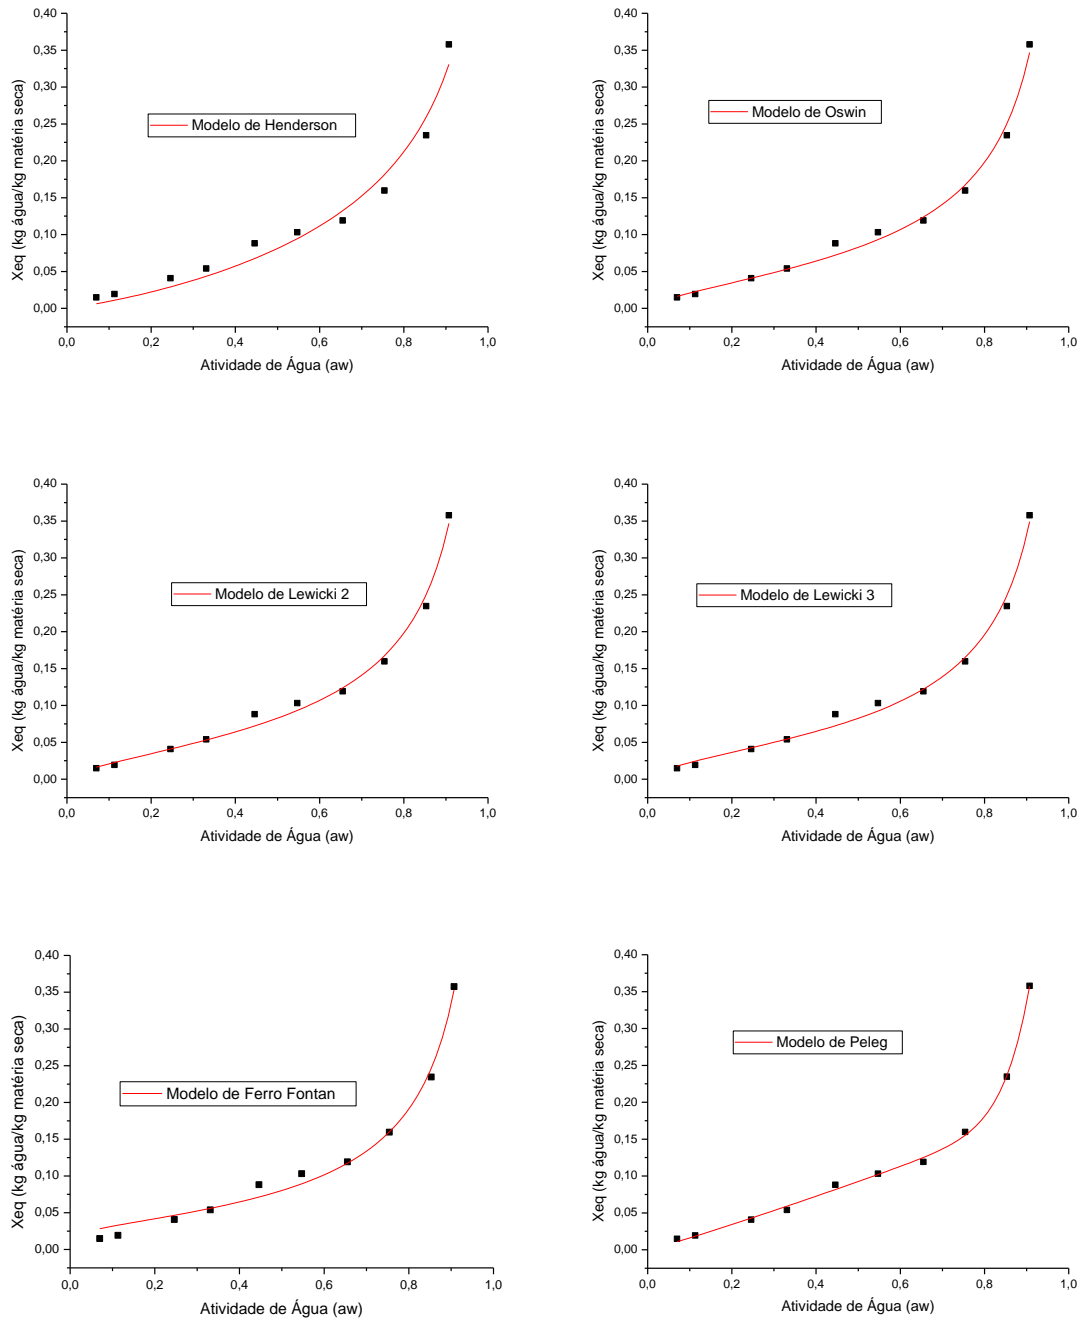 0,40
0,35
0,30
0,25
0,20
0,15
0,10
0,05
0,00
Xeq (kg água/kg matéria seca)
Modelo de Henderson
0,0 0,2 0,4 0,6 0,8 1,0
Atividade de Água (aw)
0,40
0,35
0,30
0,25
0,20
0,15
0,10
0,05
0,00
Xeq (kg água/kg matéria seca)
Modelo de Oswin
0,0 0,2 0,4 0,6 0,8 1,0
Atividade de Água (aw)
0,40
0,35
0,30
0,25
0,20
0,15
0,10
0,05
0,00
Xeq (kg água/kg matéria seca)
Modelo de Lewicki 2
0,0 0,2 0,4 0,6 0,8 1,0
Atividade de Água (aw)
0,40
0,35
0,30
0,25
0,20
0,15
0,10
0,05
0,00
Xeq (kg água/kg matéria seca)
Modelo de Lewicki 3
0,0 0,2 0,4 0,6 0,8 1,0
Atividade de Água (aw)
0,40
0,35
0,30
0,25
0,20
0,15
0,10
0,05
0,00
Xeq (kg água/kg matéria seca)
Modelo de Ferro Fontan
0,0 0,2 0,4 0,6 0,8 1,0
Atividade de Água (aw)
0,40
0,35
0,30
0,25
0,20
0,15
0,10
0,05
0,00
Xeq (kg água/kg matéria seca)
Modelo de Peleg
0,0 0,2 0,4 0,6 0,8 1,0
Atividade de Água (aw)